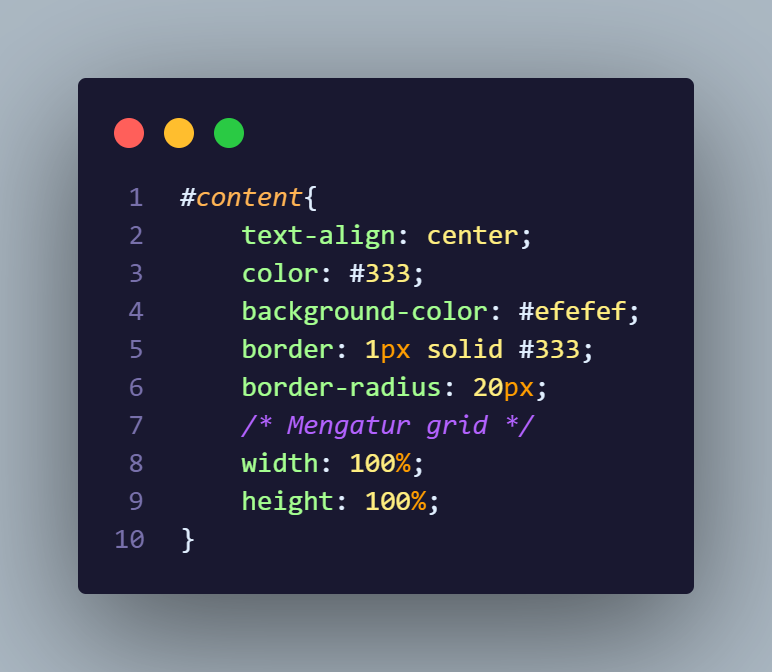 1 #content{
2 text-align: center;
3 color: #333;
4 background-color: #efefef;
5 border: 1px solid #333;
6 border-radius: 20px;
7 /* Mengatur grid */
8 width: 100%;
9 height: 100%;
10 }